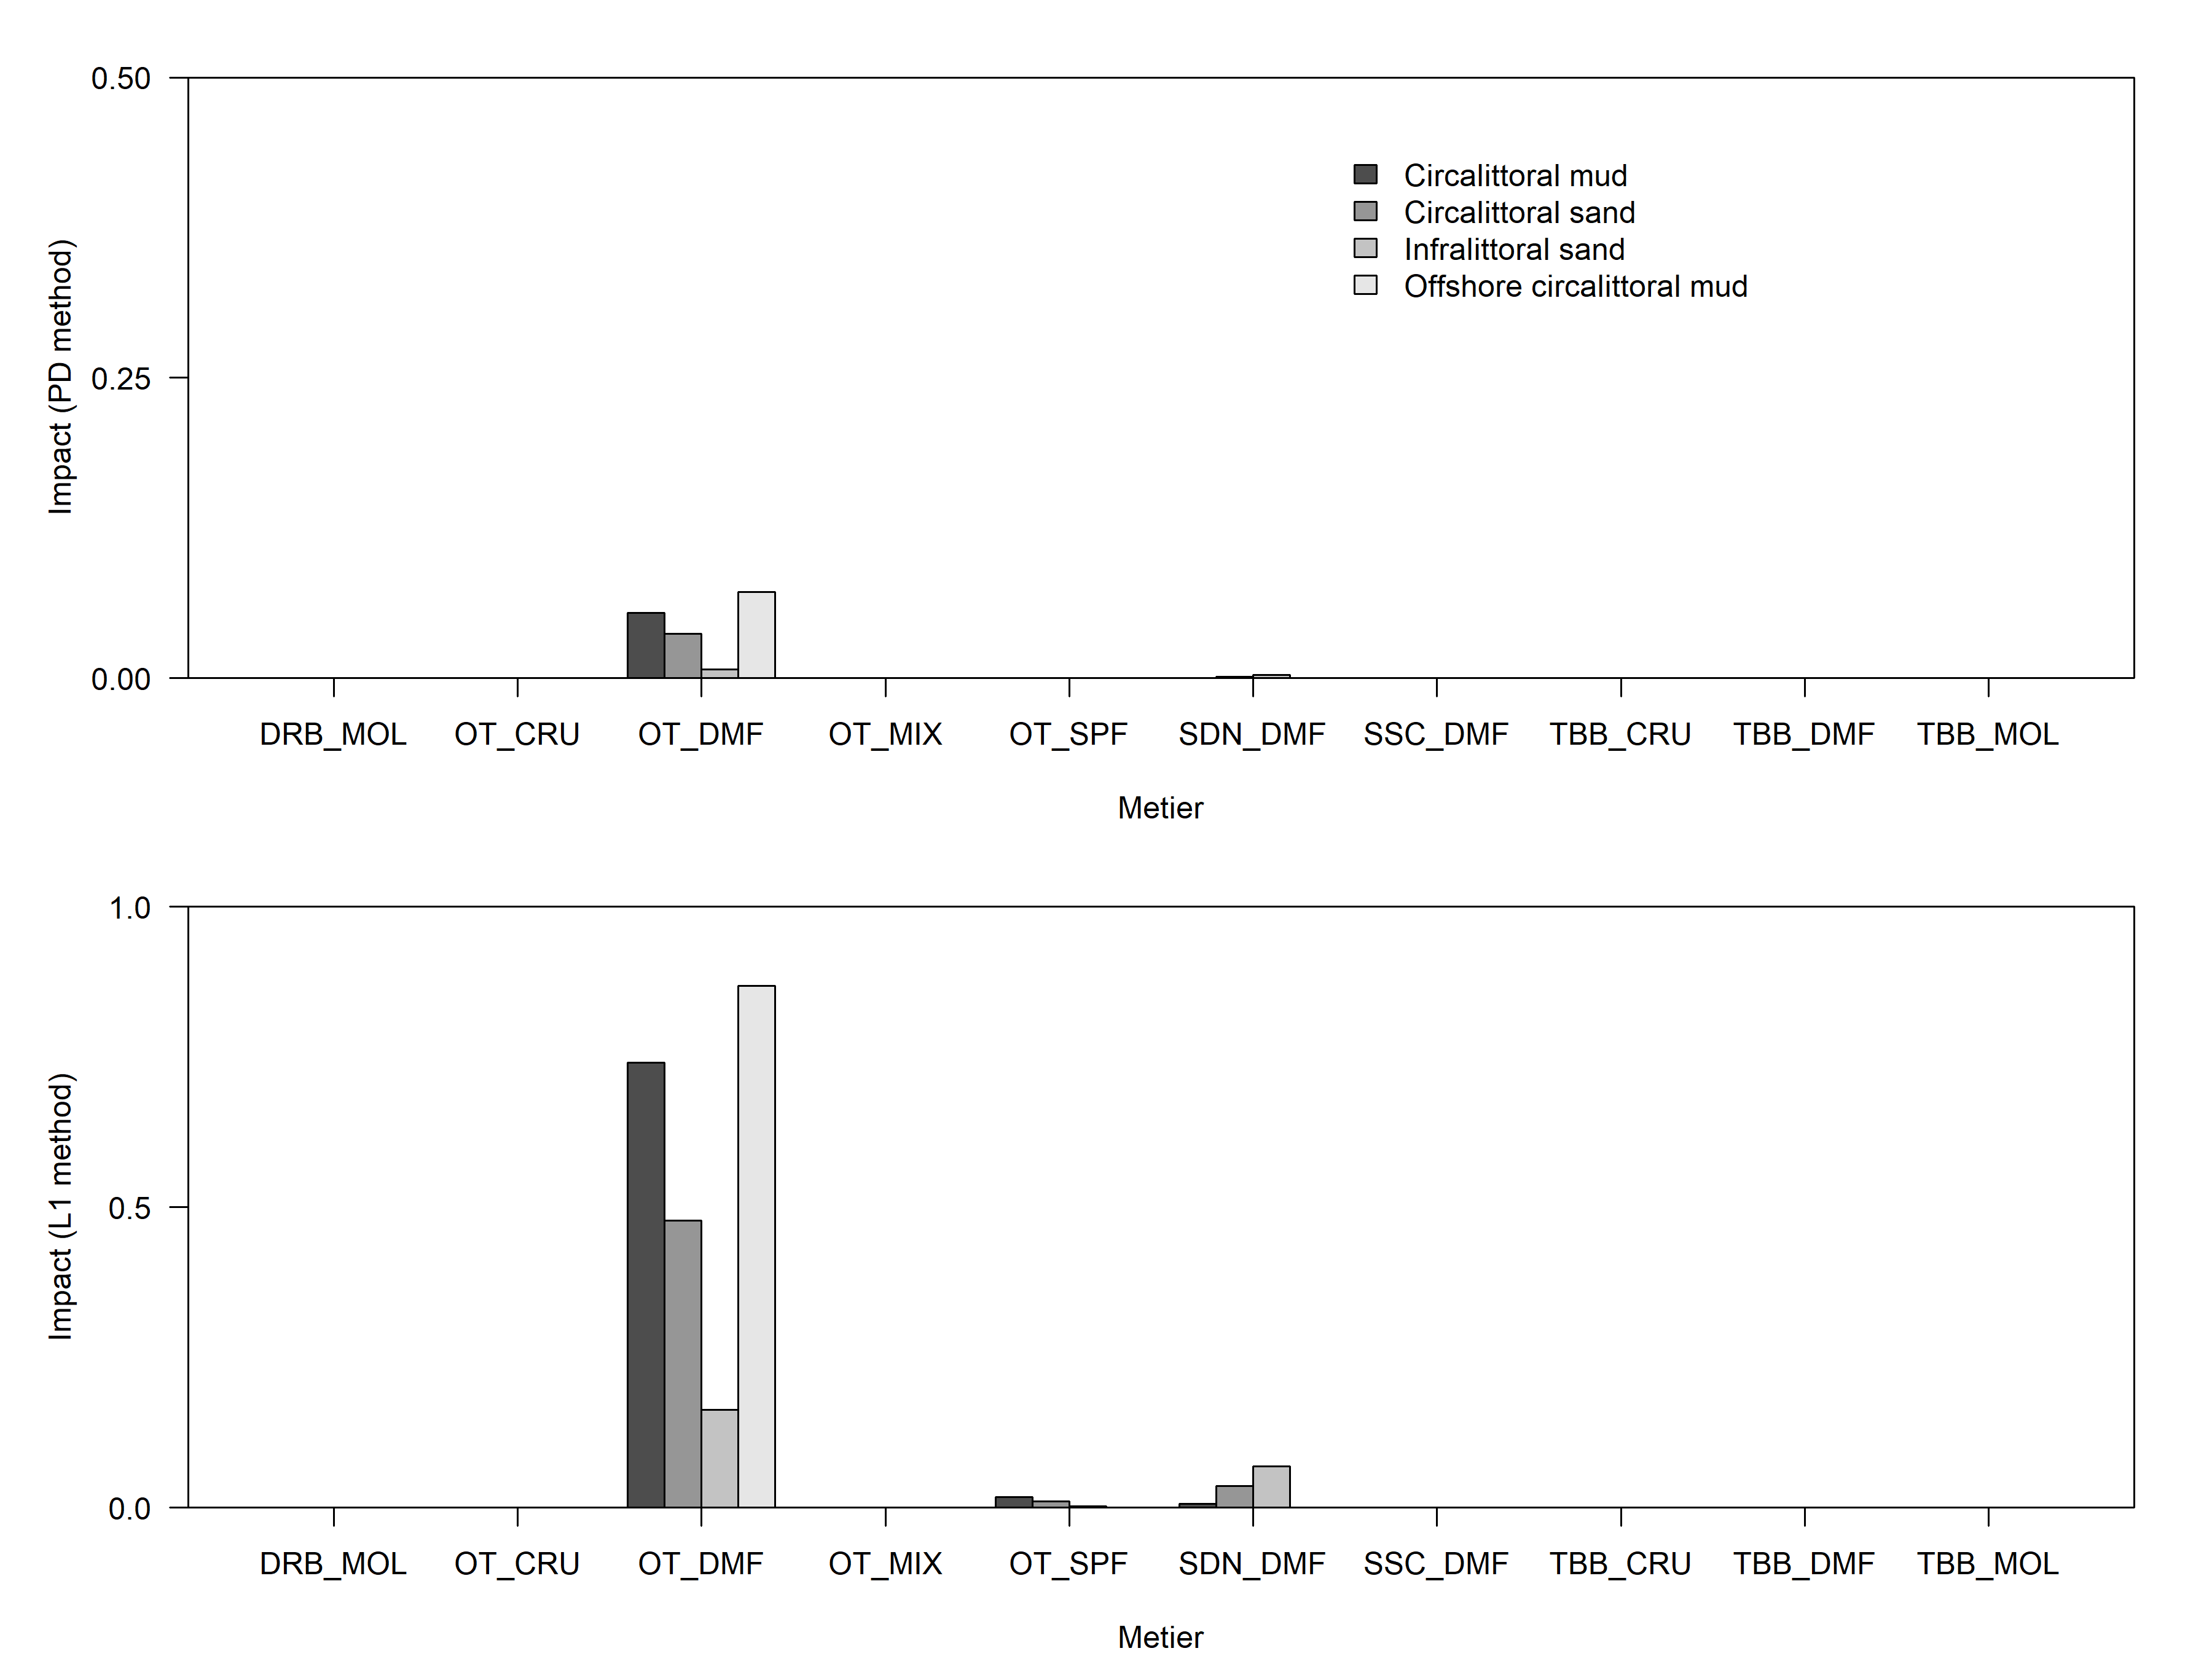 0.50
0.25
0.00
Impact (PD method)
Circalittoral mud
Circalittoral sand
Infralittoral sand
Offshore circalittoral mud
DRB_MOL OT_CRU OT_DMF OT_MIX OT_SPF SDN_DMF SSC_DMF TBB_CRU TBB_DMF TBB_MOL
Metier
1.0
0.5
0.0
Impact (L1 method)
DRB_MOL OT_CRU OT_DMF OT_MIX OT_SPF SDN_DMF SSC_DMF TBB_CRU TBB_DMF TBB_MOL
Metier